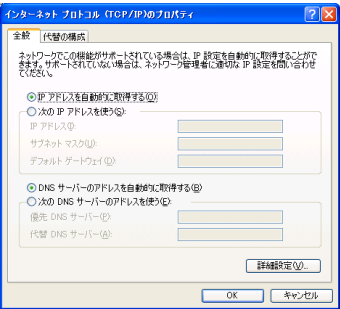 インターネット プロトコル (TCP/IP)のプロパティ
全般 代替の構成
ネットワークでこの機能がサポートされている場合は、IP 設定を自動的に取得することがで
きます。サポートされていない場合は、ネットワーク管理者に適切な IP 設定を問い合わせ
てください。
IP アドレスを自動的に取得する(O)
次の IP アドレスを使う(S):
IP アドレス(I):
サブネット マスク(U):
デフォルト ゲートウェイ(D):
DNS サーバーのアドレスを自動的に取得する(B)
次の DNS サーバーのアドレスを使う(E):
優先 DNS サーバー(P):
代替 DNS サーバー(A):
詳細設定(V)...
OK キャンセル